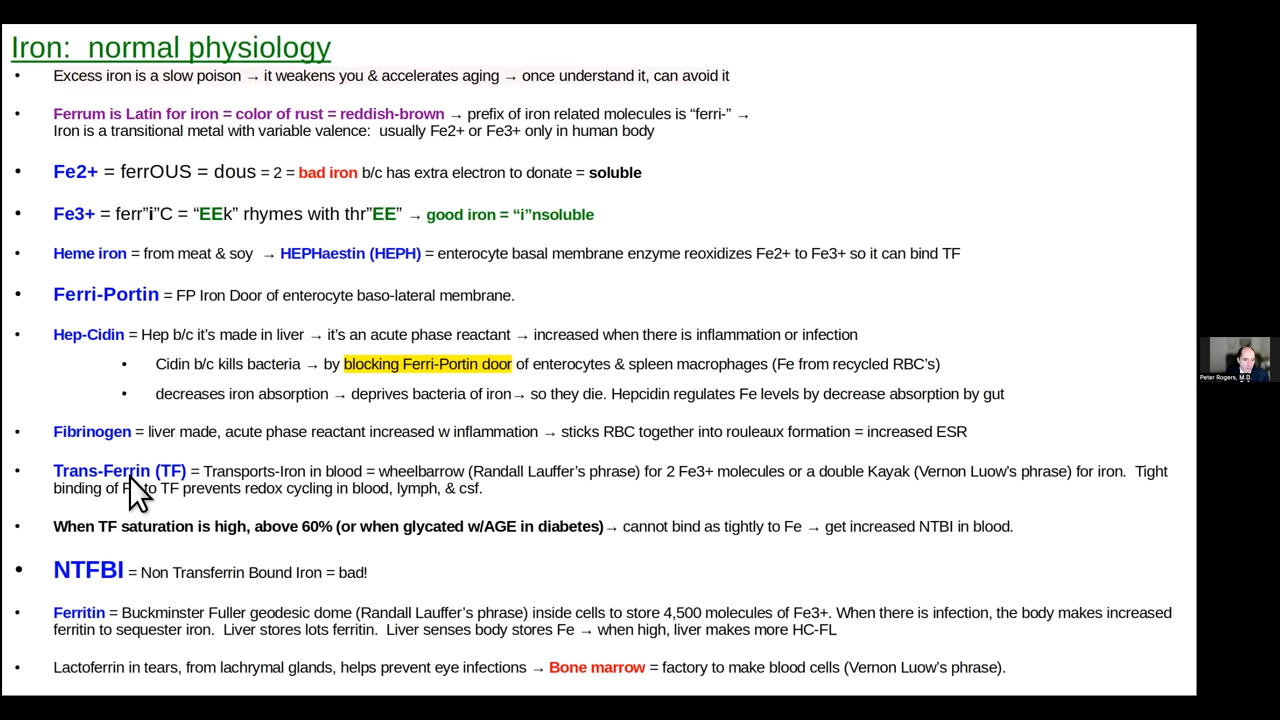 Iron:  normal physiology
• Excess iron is a slow poison → it weakens you & accelerates aging → once understand it, can avoid it
• Ferrum is Latin for iron = color of rust = reddish-brown → prefix of iron related molecules is “ferri-” →
Iron is a transitional metal with variable valence:  usually Fe2+ or Fe3+ only in human body
• Fe2+ = ferrOUS = dous = 2 = bad iron b/c has extra electron to donate = soluble
• Fe3+ = ferr”i”C = “EEk” rhymes with thr”EE” → good iron = “i”nsoluble
• Heme iron = from meat & soy  → HEPHaestin (HEPH) = enterocyte basal membrane enzyme reoxidizes Fe2+ to Fe3+ so it can bind TF
• Ferri-Portin = FP Iron Door of enterocyte baso-lateral membrane.
• Hep-Cidin = Hep b/c it’s made in liver → it’s an acute phase reactant → increased when there is inflammation or infection
• Cidin b/c kills bacteria → by blocking Ferri-Portin door of enterocytes & spleen macrophages (Fe from recycled RBC’s)
• decreases iron absorption → deprives bacteria of iron→ so they die. Hepcidin regulates Fe levels by decrease absorption by gut
• Fibrinogen = liver made, acute phase reactant increased w inflammation → sticks RBC together into rouleaux formation = increased ESR
• Trans-Ferrin (TF) = Transports-Iron in blood = wheelbarrow (Randall Lauffer’s phrase) for 2 Fe3+ molecules or a double Kayak (Vernon Luow’s phrase) for iron.  Tight
binding of to TF prevents redox cycling in blood, lymph, & csf.
• When TF saturation is high, above 60% (or when glycated w/AGE in diabetes)→ cannot bind as tightly to Fe → get increased NTBI in blood.
• NTFBI = Non Transferrin Bound Iron = bad!
• Ferritin = Buckminster Fuller geodesic dome (Randall Lauffer’s phrase) inside cells to store 4,500 molecules of Fe3+. When there is infection, the body makes increased
ferritin to sequester iron.  Liver stores lots ferritin.  Liver senses body stores Fe → when high, liver makes more HC-FL
• Lactoferrin in tears, from lachrymal glands, helps prevent eye infections → Bone marrow = factory to make blood cells (Vernon Luow’s phrase).
Peter Rogers, M.D.